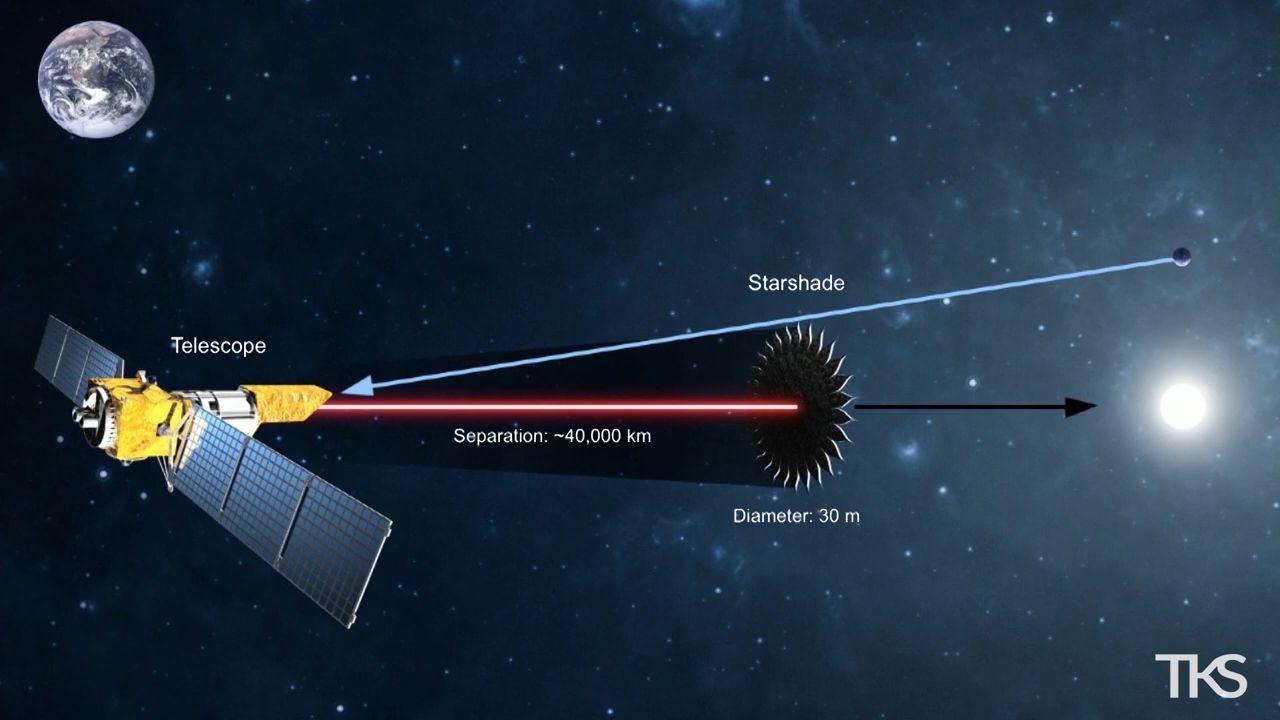 Starshade
Telescope
Separation: ~40,000 km
Diameter: 30 m
TKS